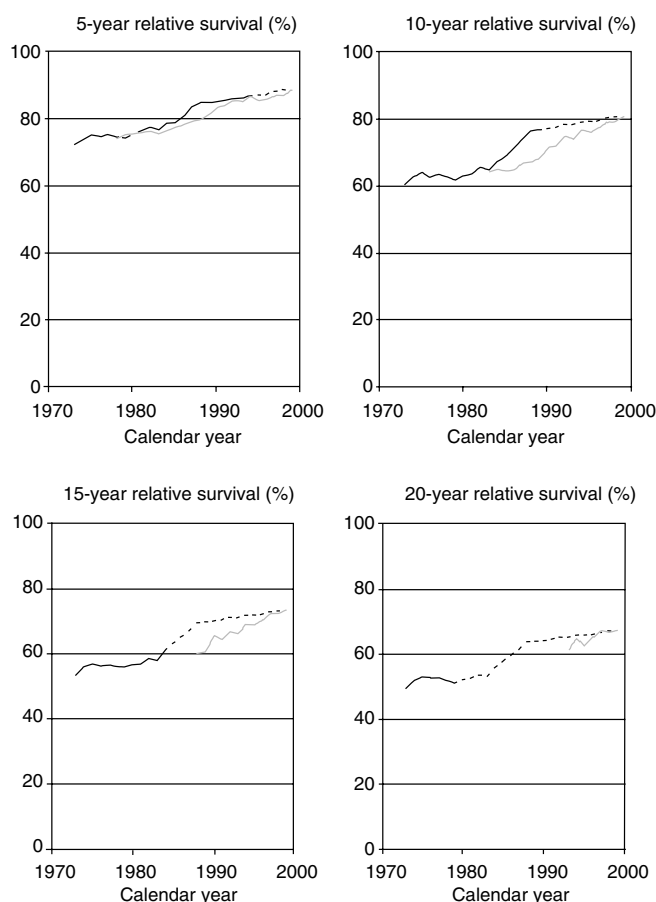 5-year relative survival (%)
100
80
60
40
20
0
1970 1980 1990 2000
Calendar year
10-year relative survival (%)
100
80
60
40
20
0
1970 1980 1990 2000
Calendar year
15-year relative survival (%)
100
80
60
40
20
0
1970 1980 1990 2000
Calendar year
20-year relative survival (%)
100
80
60
40
20
0
1970 1980 1990 2000
Calendar year